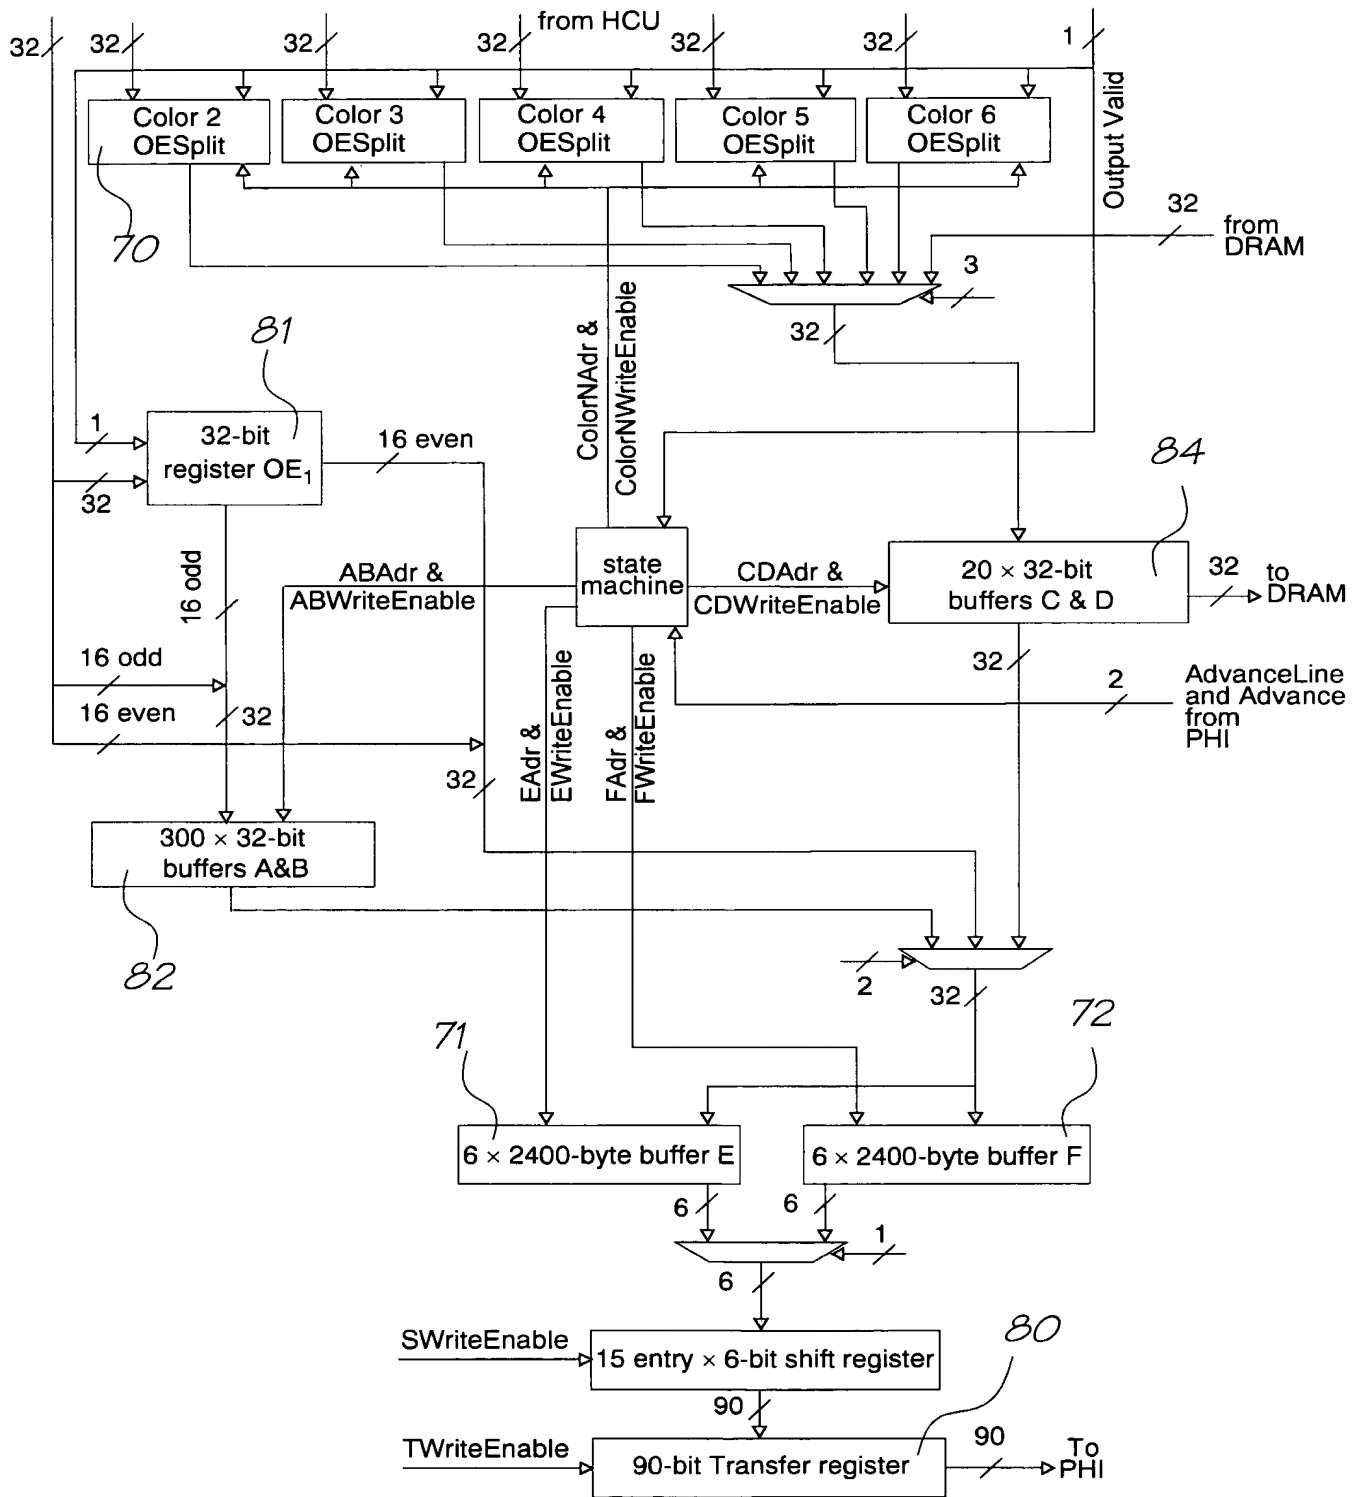 from HCU
32
32
32
32
32
32
1
Color 2
OESplit
Color 3
OESplit
Color 4
OESplit
Color 5
OESplit
Color 6
OESplit
Output Valid
70
32
from
DRAM
3
32
ColorNAdr &
ColorNWriteEnable
81
1
32-bit
register OE₁
32
16 even
84
16 odd
ABAdr &
ABWriteEnable
state
machine
CDAdr &
CDWriteEnable
20 × 32-bit
buffers C & D
32
to
DRAM
32
16 odd
16 even
32
32
EAdr &
EWriteEnable
FAdr &
FWriteEnable
2
AdvanceLine
and Advance
from
PHI
300 × 32-bit
buffers A&B
82
2
32
71
72
6 × 2400-byte buffer E
6 × 2400-byte buffer F
6
6
1
6
SWriteEnable
15 entry × 6-bit shift register
80
90
TWriteEnable
90-bit Transfer register
90
To
PHI